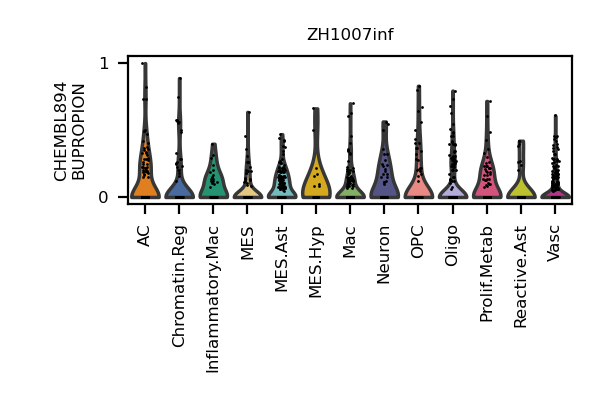 ZH1007inf
CHEMBL894
BUPROPION
1
0
AC
Chromatin.Reg
Inflammatory.Mac
MES
MES.Ast
MES.Hyp
Mac
Neuron
OPC
Oligo
Prolif.Metab
Reactive.Ast
Vasc